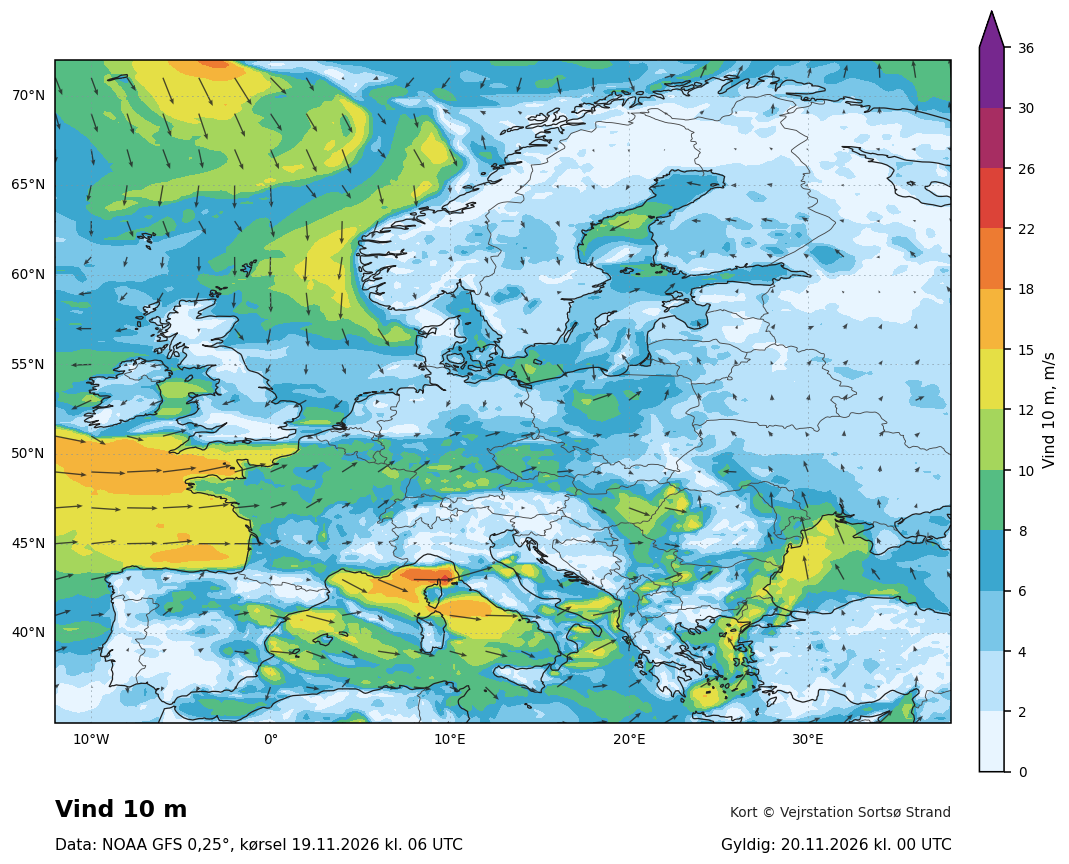 36
30
26
22
18
15
12
10
8
6
4
2
0
Vind 10 m, m/s
70°N
65°N
60°N
55°N
50°N
45°N
40°N
10°W
0°
10°E
20°E
30°E
Vind 10 m
Kort © Vejrstation Sortsø Strand
Data: NOAA GFS 0,25°, kørsel 19.11.2026 kl. 06 UTC
Gyldig: 20.11.2026 kl. 00 UTC